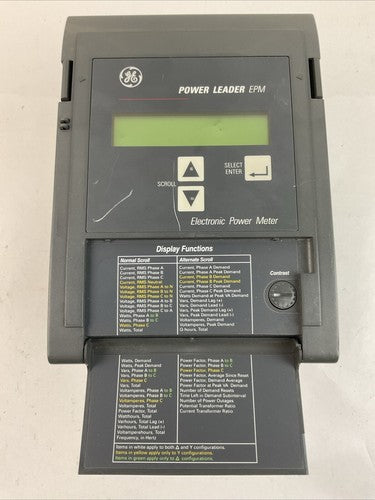 GE
POWER LEADER EPM
SCROLL
SELECT
ENTER
Electronic Power Meter
Display Functions
Normal Scroll
Current, RMS Phase A
Current, RMS Phase B
Current, RMS Phase C
Current, RMS Neutral
Voltage, RMS Phase A to N
Voltage, RMS Phase B to N
Voltage, RMS Phase C to N
Voltage, RMS Phase A to B
Voltage, RMS Phase B to C
Voltage, RMS Phase C to A
Watts, Phase A to B
Watts, Phase B to C
Watts, Phase C
Watts, Total
Alternate Scroll
Current, Phase A Demand
Current, Phase A Peak Demand
Current, Phase B Demand
Current, Phase B Peak Demand
Current, Phase C Demand
Current, Phase C Peak Demand
Watts Demand at Peak VA Demand
Vars, Demand Lag (+)
Vars, Demand Lead (-)
Vars, Peak Demand Lag (+)
Vars, Peak Demand Lead (-)
Voltamperes, Demand
Voltamperes, Peak Demand
Q-hours, Total
Contrast
Watts, Demand
Watts, Peak Demand
Vars, Phase A to B
Vars, Phase B to C
Vars, Phase C
Vars, Total
Voltamperes, Phase A to B
Voltamperes, Phase B to C
Voltamperes, Phase C
Voltamperes, Total
Power Factor, Total
Watthours, Total
Varhours, Total Lag (+)
Varhours, Total Lead (-)
Voltamperehours, Total
Frequency, in Hertz
Power Factor, Phase A to B
Power Factor, Phase B to C
Power Factor, Phase C
Power Factor, Average Since Reset
Power Factor, Demand Average
Power Factor at Peak VA Demand
Number of Demand Resets
Time Left in Demand Subinterval
Number of Power Outages
Potential Transformer Ratio
Current Transformer Ratio
Items in white apply to both Δ and Y configurations.
Items in yellow apply only to Y configurations.
Items in green apply only to Δ configurations.